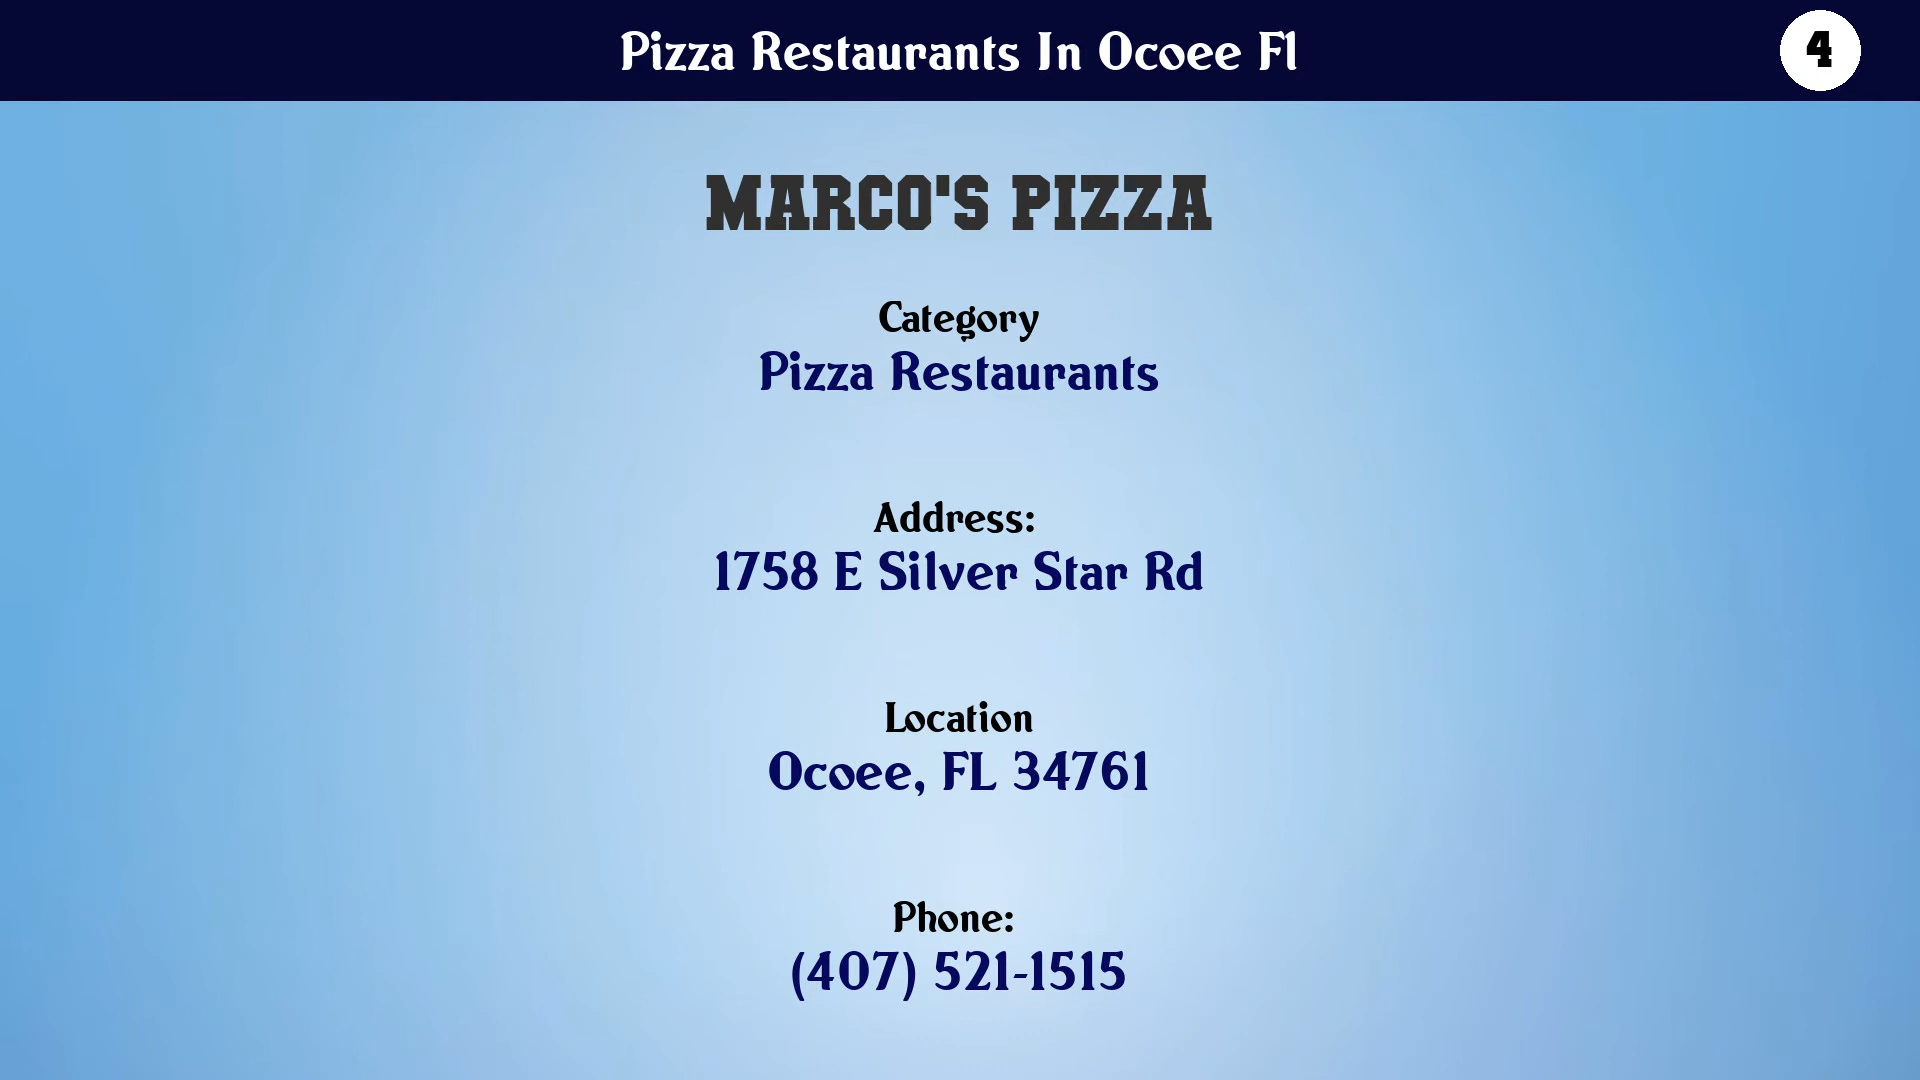 Pizza Restaurants In Ocoee Fl
4
MARCO'S PIZZA
Category
Pizza Restaurants
Address:
1758 E Silver Star Rd
Location
Ocoee, FL 34761
Phone:
(407) 521-1515